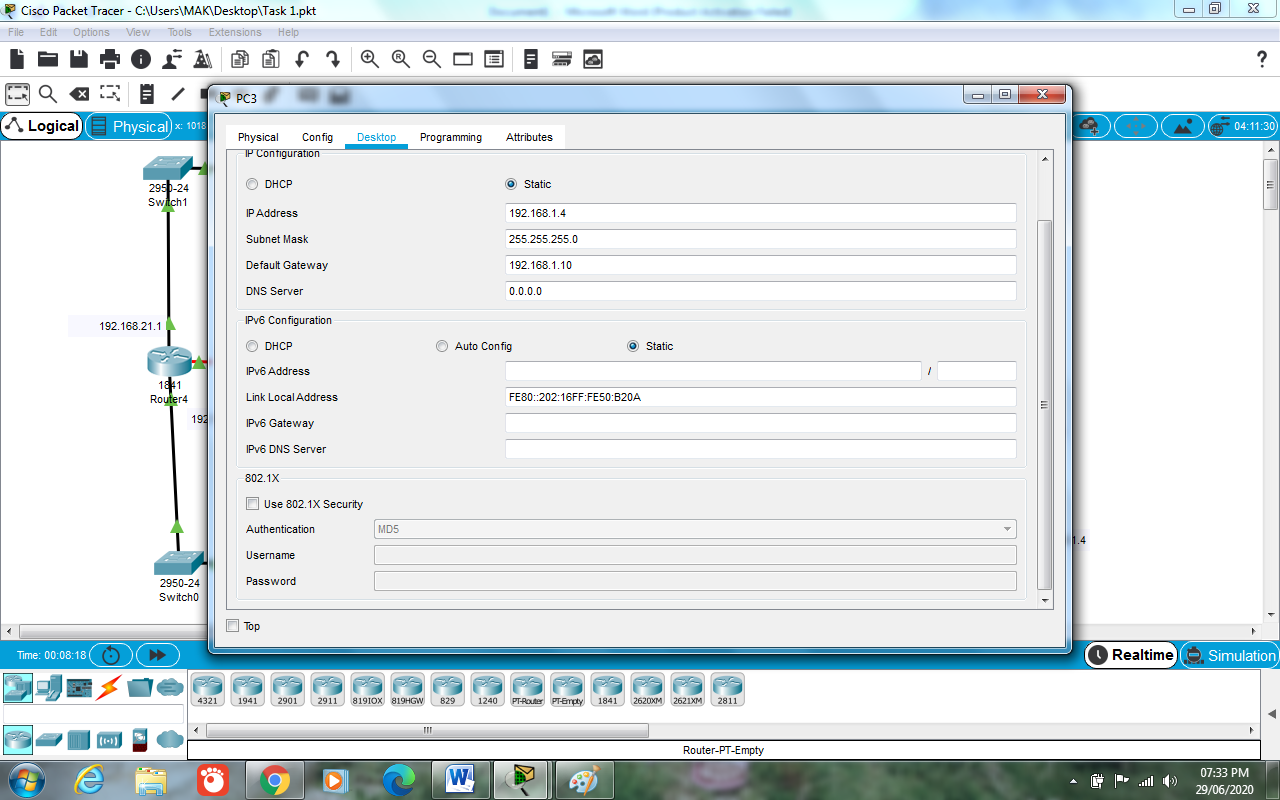 Cisco Packet Tracer - C:\Users\MAK\Desktop\Task 1.pkt
File Edit Options View Tools Extensions Help
?
Logical Physical x: 1018 04:11:30
PC3
Physical Config Desktop Programming Attributes
IP Configuration
DHCP Static
IP Address 192.168.1.4
Subnet Mask 255.255.255.0
Default Gateway 192.168.1.10
DNS Server 0.0.0.0
IPv6 Configuration
DHCP Auto Config Static
IPv6 Address /
Link Local Address FE80::202:16FF:FE50:B20A
IPv6 Gateway
IPv6 DNS Server
802.1X
Use 802.1X Security
Authentication MD5
Username
Password
Top
2950-24
Switch1
192.168.21.1
1841
Router4
192
2950-24
Switch0
1.4
Time: 00:08:18 Realtime Simulation
4321 1941 2901 2911 819IOX 819HGW 829 1240 PT-Router PT-Empty 1841 2620XM 2621XM 2811
Router-PT-Empty
07:33 PM
29/06/2020